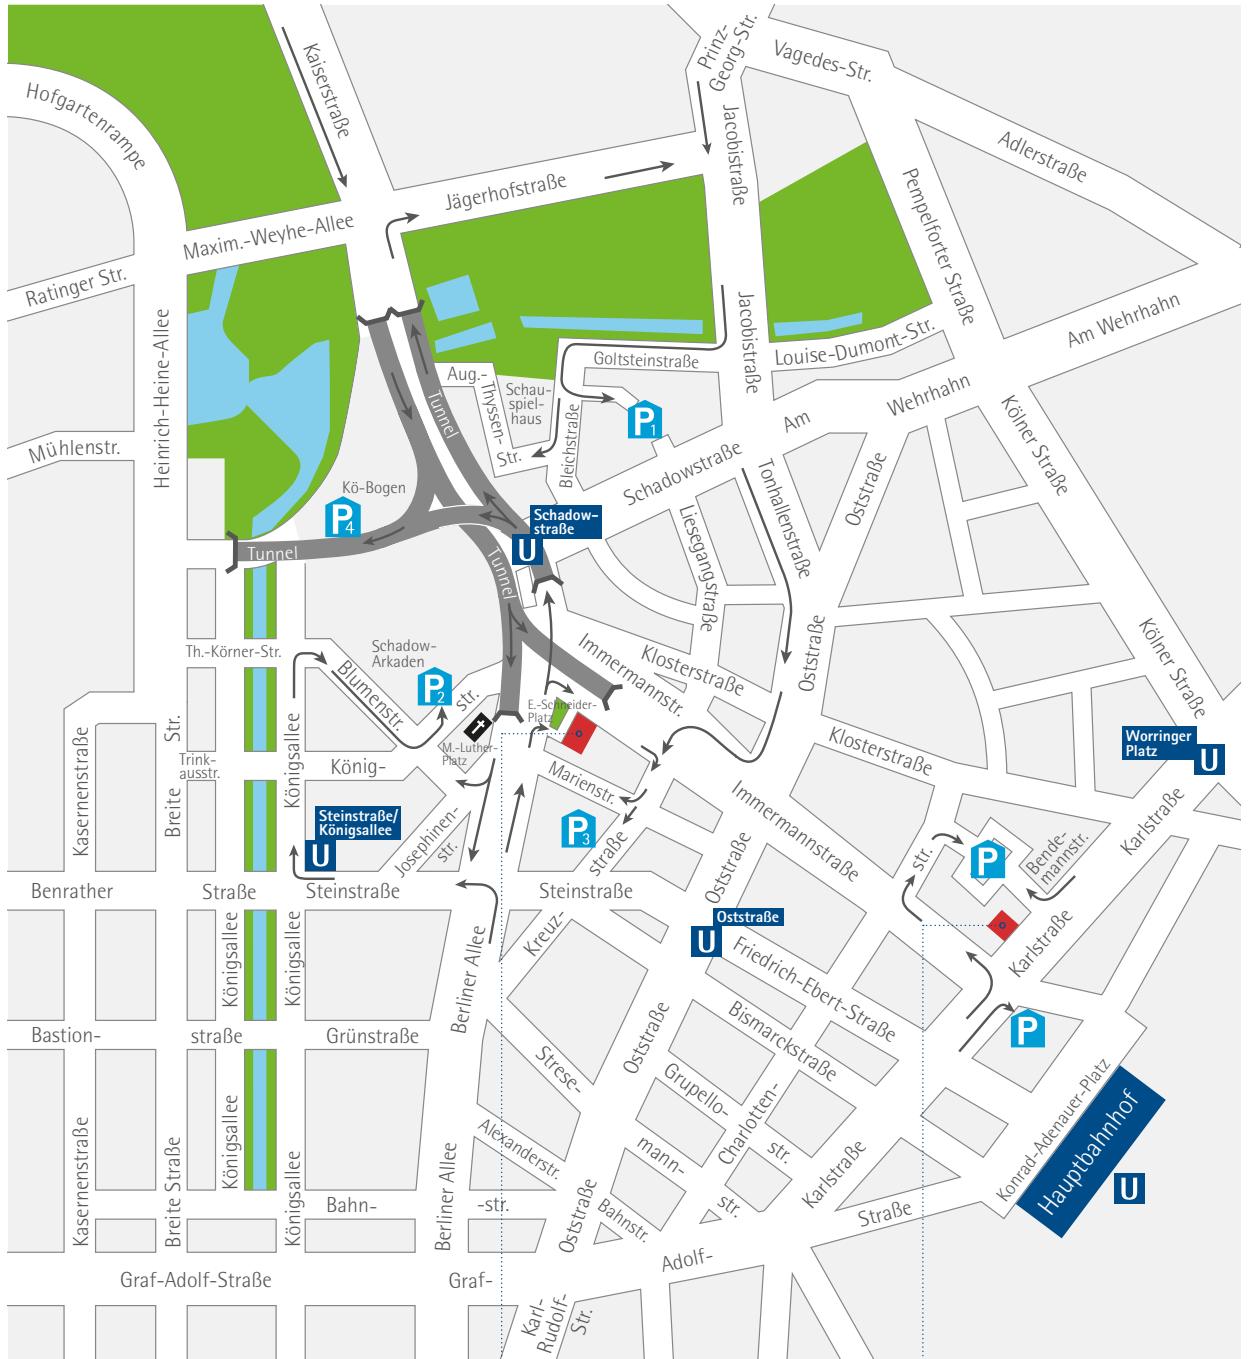 Kaiserstraße
Prinz-
Georg-Str.
Vagedes-Str.
Hofgartenrampe
Jacobistraße
Adlerstraße
Jägerhofstraße
Pempelforter Straße
Maxim.-Weyhe-Allee
Ratinger Str.
Heinrich-Heine-Allee
Jacobistraße
Am Wehrhahn
Louise-Dumont-Str.
Goltsteinstraße
Aug.-
Thyssen-
Str.
Schau-
spiel-
haus
Tunnel
Am
Wehrhahn
P1
Bleichstraße
Kölner Straße
Mühlenstr.
Schadowstraße
Tonhallenstraße
Oststraße
Kö-Bogen
P4
Liesegangstraße
Schadow-
straße
U
Tunnel
Tunnel
Th.-Körner-Str.
Schadow-
Arkaden
P2
Blumenstr.
str.
Immermannstr.
Klosterstraße
Oststraße
Kölner Straße
E.-Schneider-
Platz
M.-Luther-
Platz
Kasernenstraße
Breite
Str.
Trink-
ausstr.
Königsallee
König-
Marienstr.
Klosterstraße
Worringer
Platz
U
Steinstraße/
Königsallee
U
Josephinen-
str.
P3
straße
Immermannstraße
Oststraße
str.
P
Bende-
mannstr.
Karlstraße
Benrather
Straße
Steinstraße
Steinstraße
Kreuz-
Oststraße
U
Königsallee
Königsallee
Berliner Allee
Friedrich-Ebert-Straße
Karlstraße
Bastion-
straße
Grünstraße
Oststraße
Bismarckstraße
P
Strese-
Grupello-
Konrad-Adenauer-Platz
Hauptbahnhof
U
Kasernenstraße
Breite Straße
Königsallee
Königsallee
Berliner Allee
Alexanderstr.
mann-
str.
Charlotten-
str.
Karlstraße
Bahn-
-str.
Oststraße
Bahnstr.
Straße
Adolf-
Graf-Adolf-Straße
Graf-
Karl-
Rudolf-
Str.